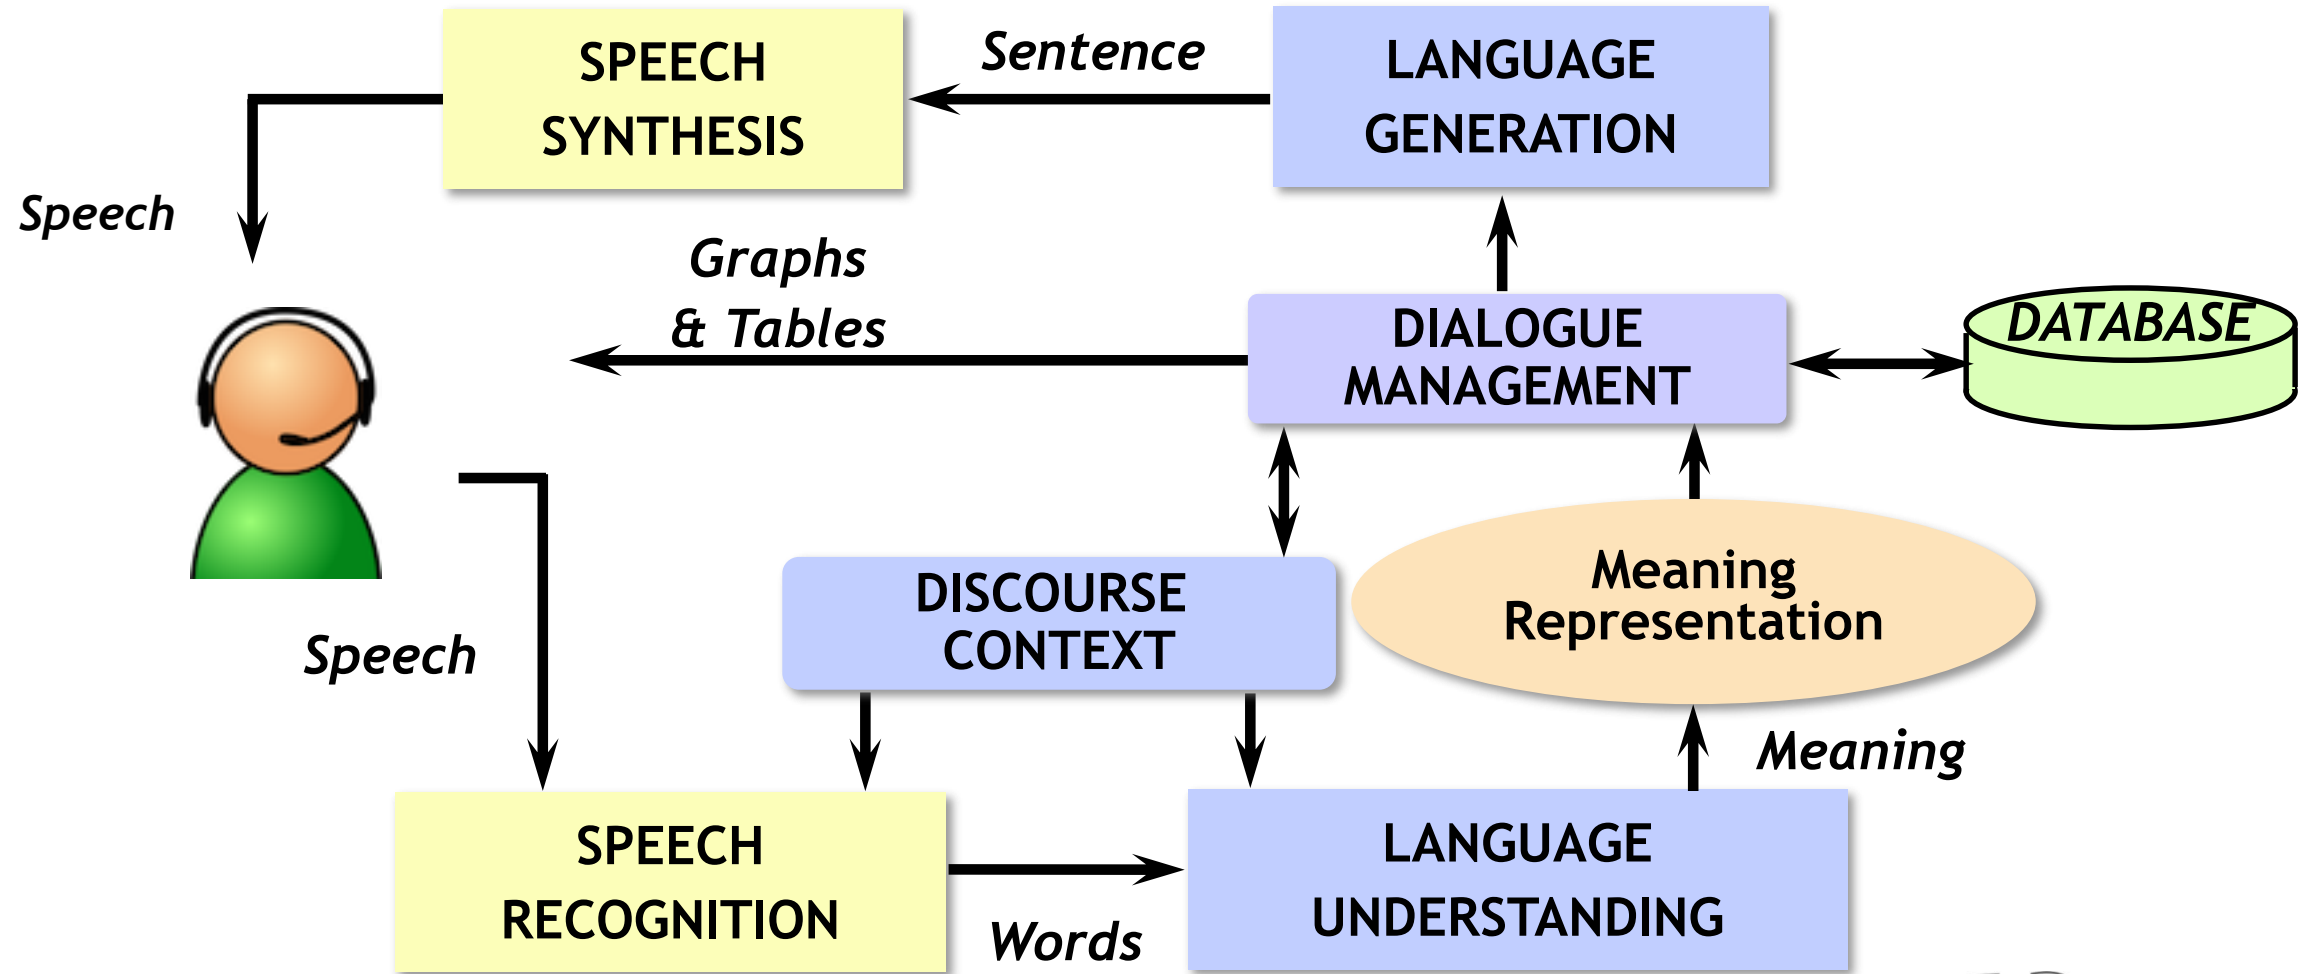 SPEECH
SYNTHESIS
Sentence
LANGUAGE
GENERATION
Speech
Graphs
& Tables
DIALOGUE
MANAGEMENT
DATABASE
DISCOURSE
CONTEXT
Meaning
Representation
Speech
Meaning
SPEECH
RECOGNITION
Words
LANGUAGE
UNDERSTANDING